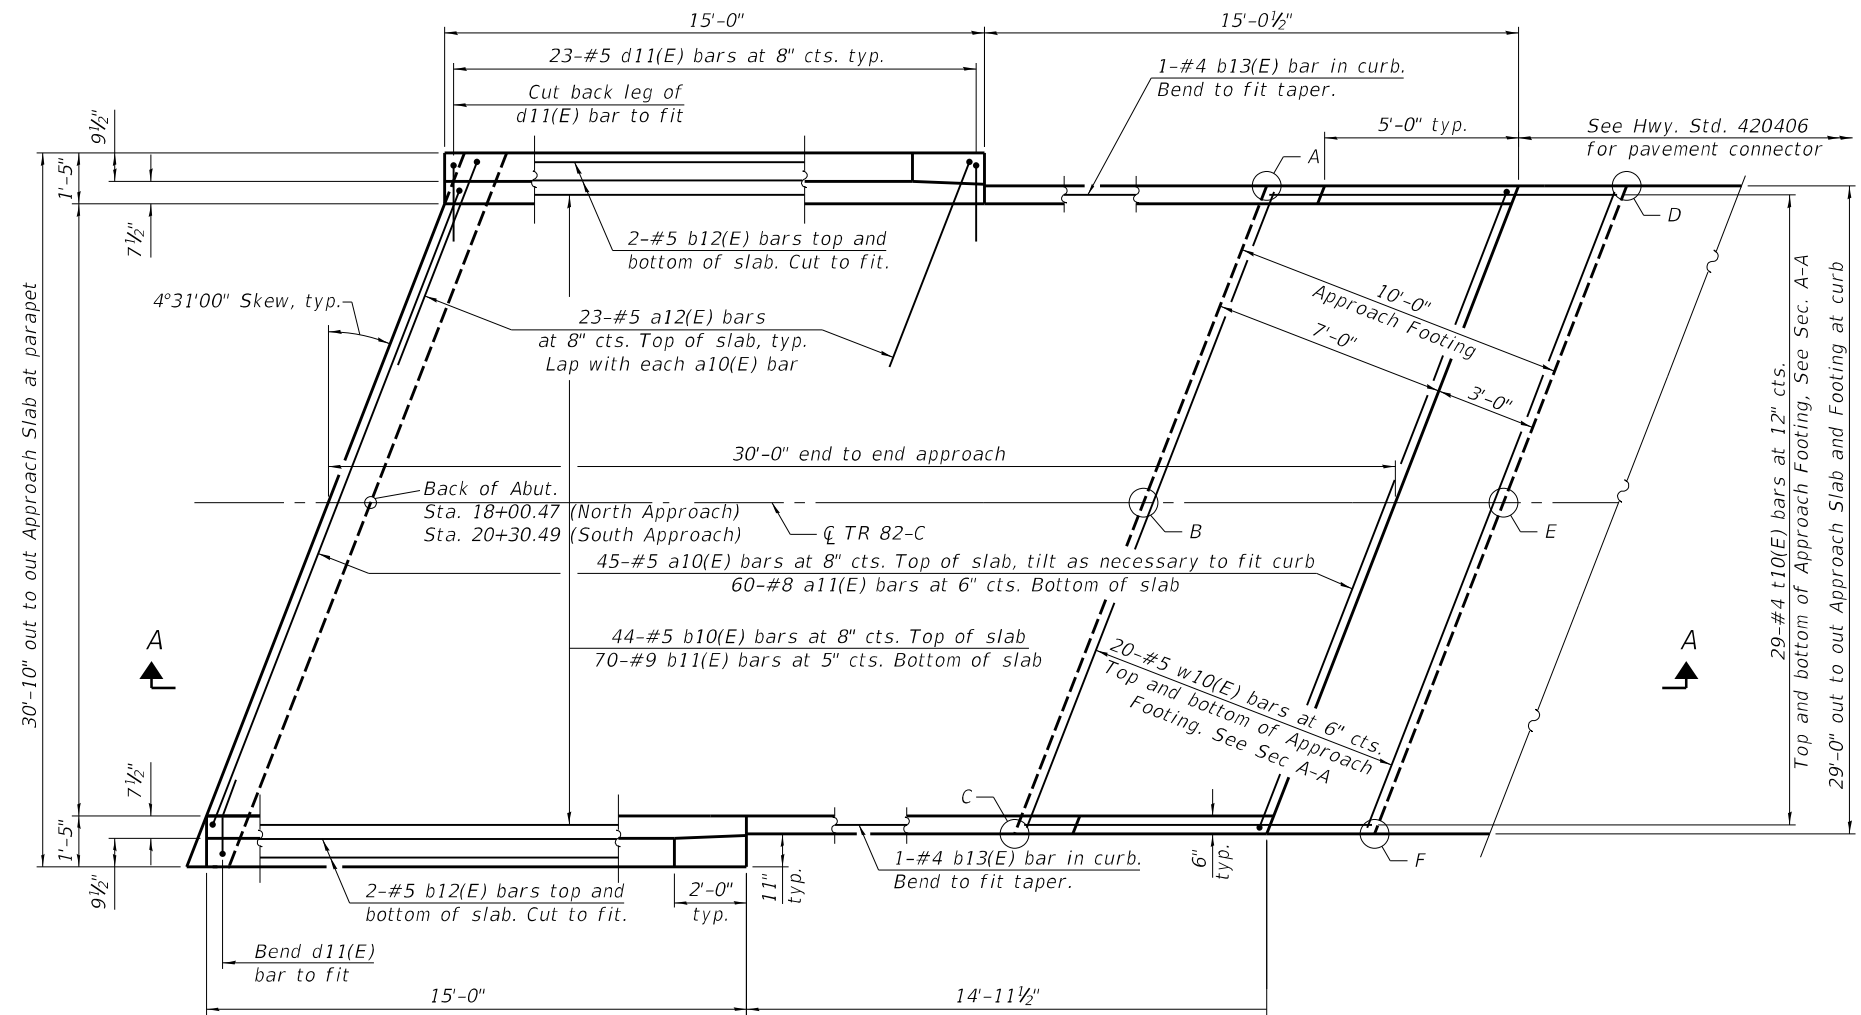 15'-0"
15'-0½"
23-#5 d11(E) bars at 8" cts. typ.
1-#4 b13(E) bar in curb.
Bend to fit taper.
Cut back leg of
d11(E) bar to fit
5'-0" typ.
See Hwy. Std. 420406
for pavement connector
9½"
1'-5"
7½"
A
D
2-#5 b12(E) bars top and
bottom of slab. Cut to fit.
4°31'00" Skew, typ.
23-#5 a12(E) bars
at 8" cts. Top of slab, typ.
Lap with each a10(E) bar
10'-0"
Approach Footing
7'-0"
3'-0"
30'-10" out to out Approach Slab at parapet
30'-0" end to end approach
Back of Abut.
Sta. 18+00.47 (North Approach)
Sta. 20+30.49 (South Approach)
℄ TR 82-C
B
E
45-#5 a10(E) bars at 8" cts. Top of slab, tilt as necessary to fit curb
60-#8 a11(E) bars at 6" cts. Bottom of slab
44-#5 b10(E) bars at 8" cts. Top of slab
70-#9 b11(E) bars at 5" cts. Bottom of slab
20-#5 w10(E) bars at 6" cts.
Top and bottom of Approach
Footing. See Sec A-A
29-#4 t10(E) bars at 12" cts.
Top and bottom of Approach Footing, See Sec. A-A
29'-0" out to out Approach Slab and Footing at curb
A
A
7½"
1'-5"
9½"
C
F
1-#4 b13(E) bar in curb.
Bend to fit taper.
6"
typ.
11"
typ.
2'-0"
typ.
2-#5 b12(E) bars top and
bottom of slab. Cut to fit.
Bend d11(E)
bar to fit
15'-0"
14'-11½"